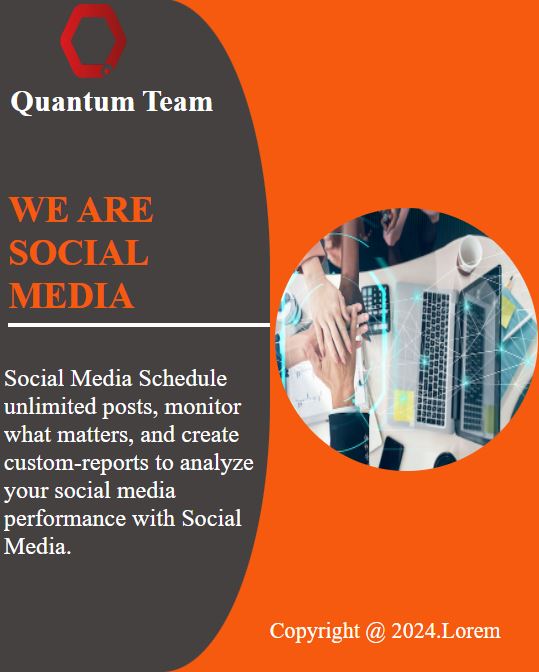 Quantum Team
WE ARE
SOCIAL
MEDIA
Social Media Schedule
unlimited posts, monitor
what matters, and create
custom-reports to analyze
your social media
performance with Social
Media.
Copyright @ 2024.Lorem